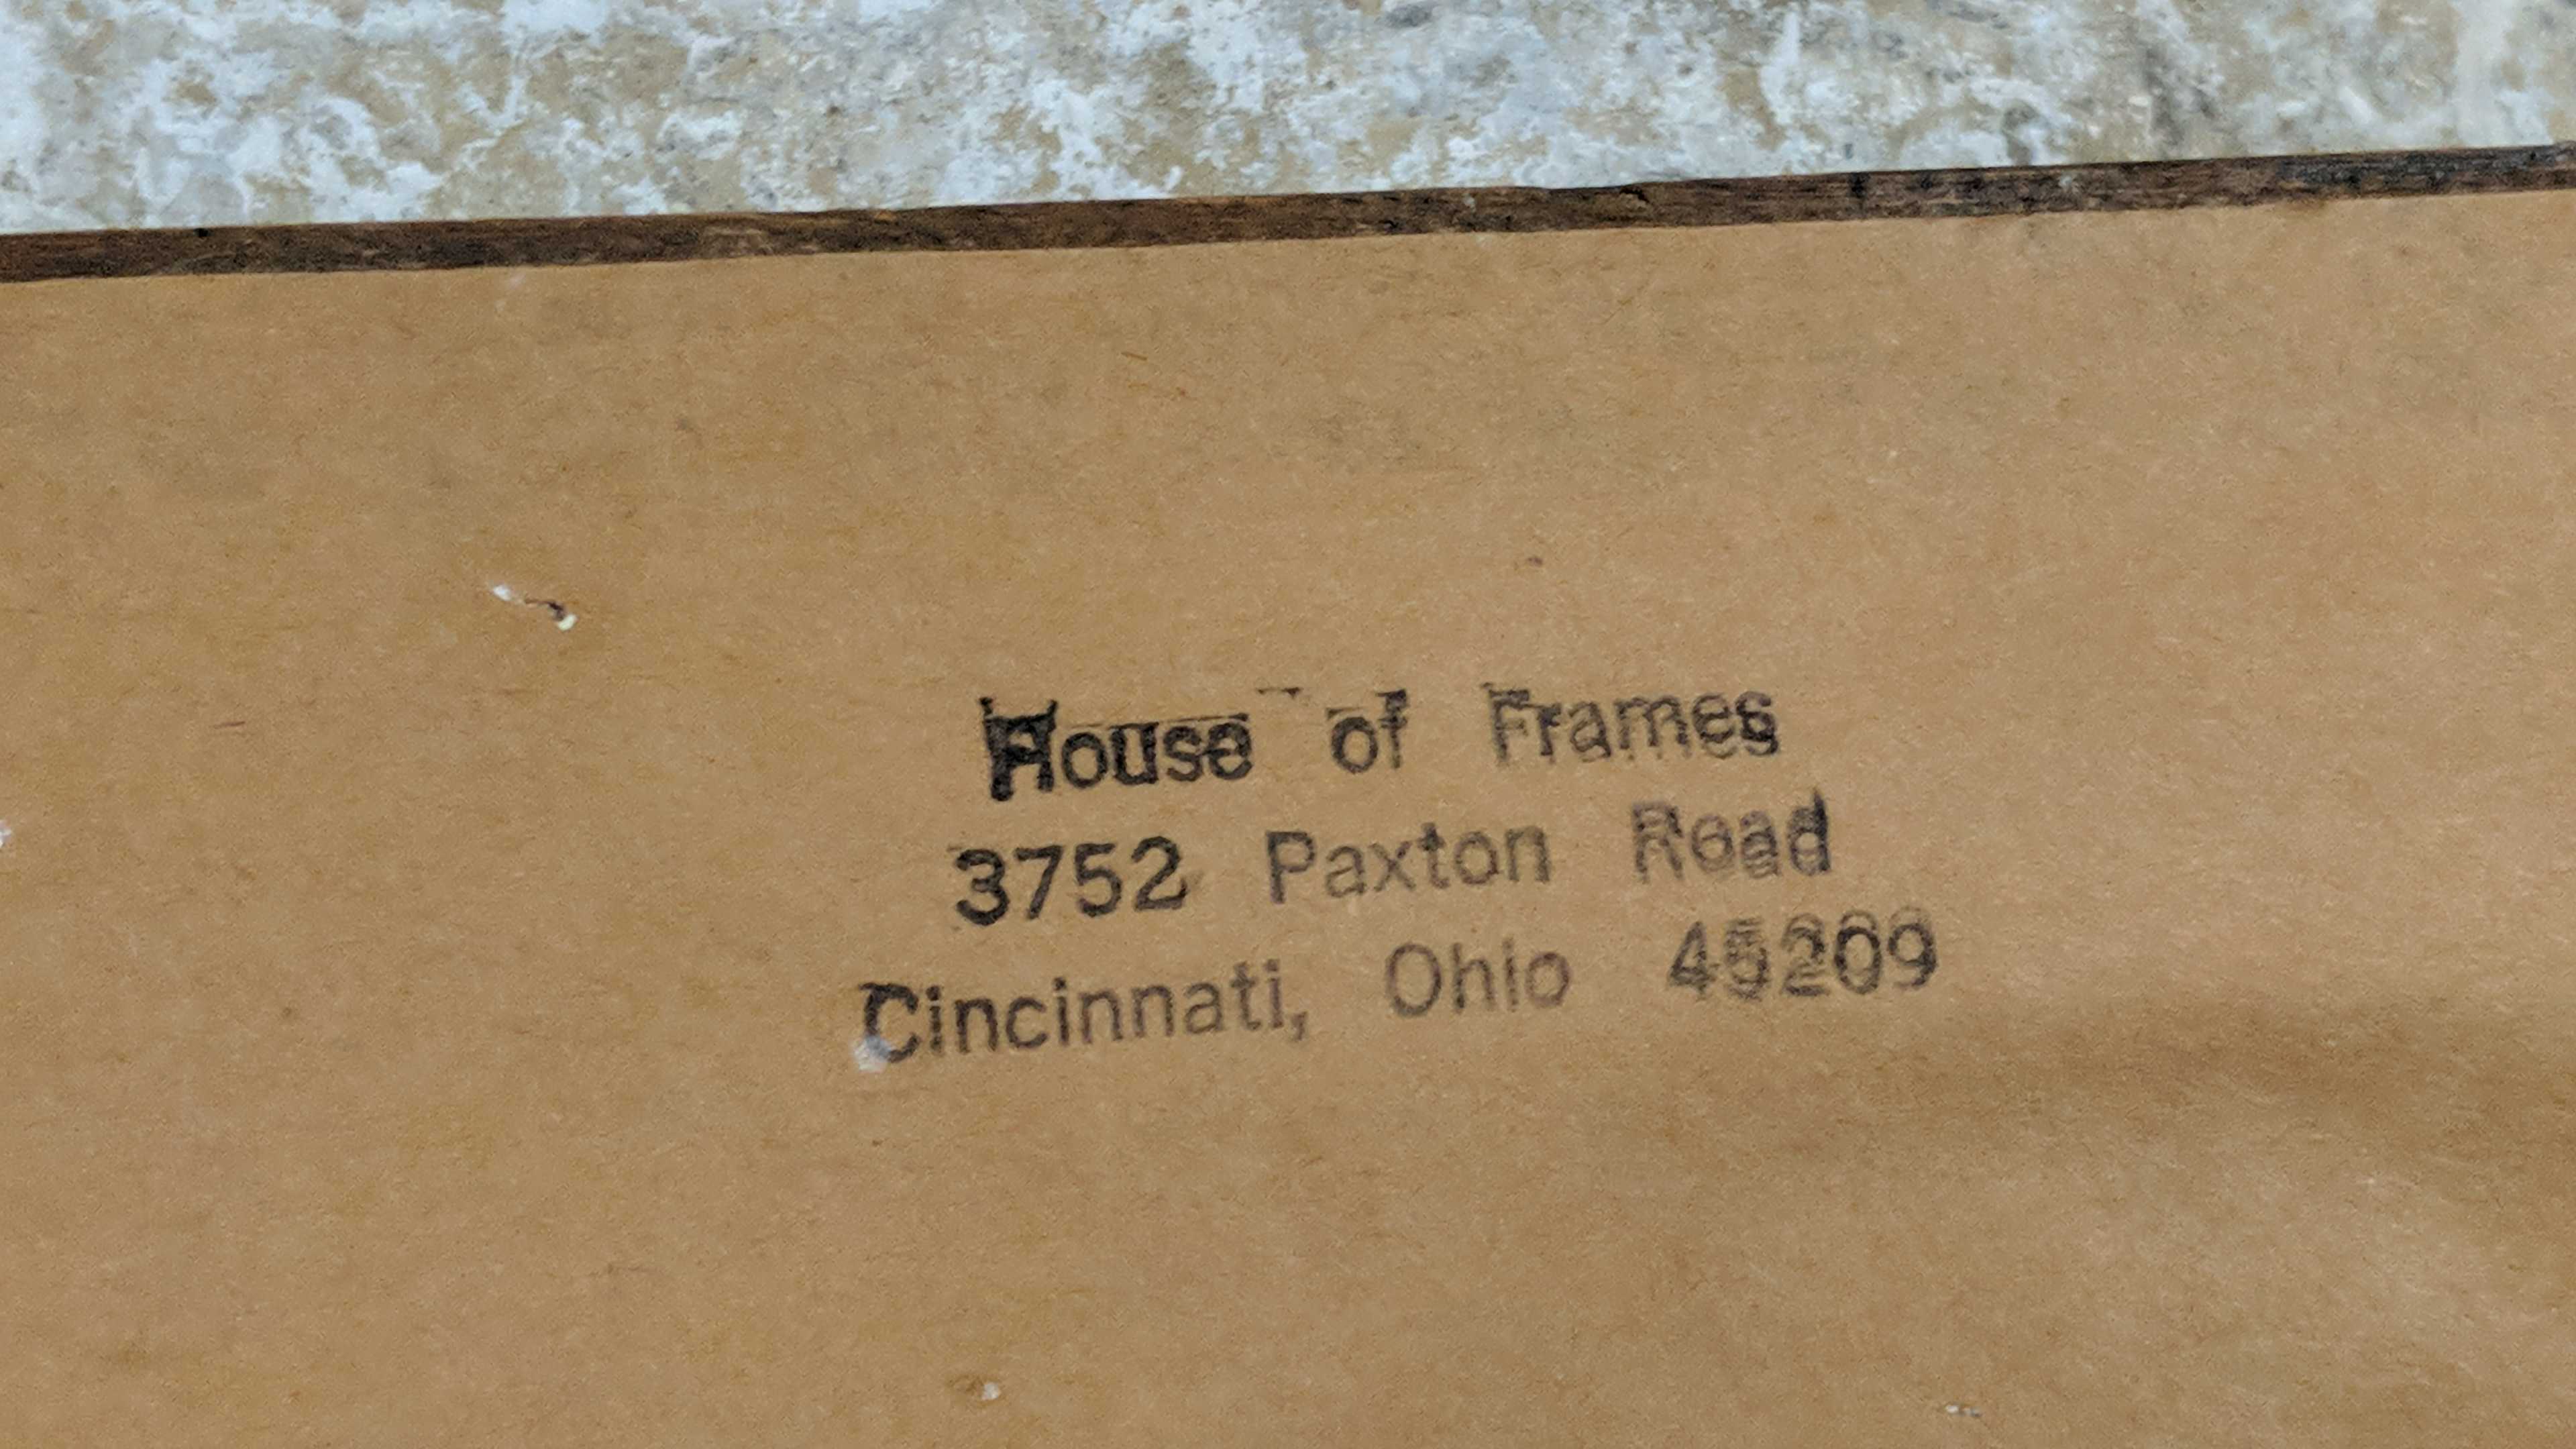 House of Frames
3752 Paxton Road
Cincinnati, Ohio 45209